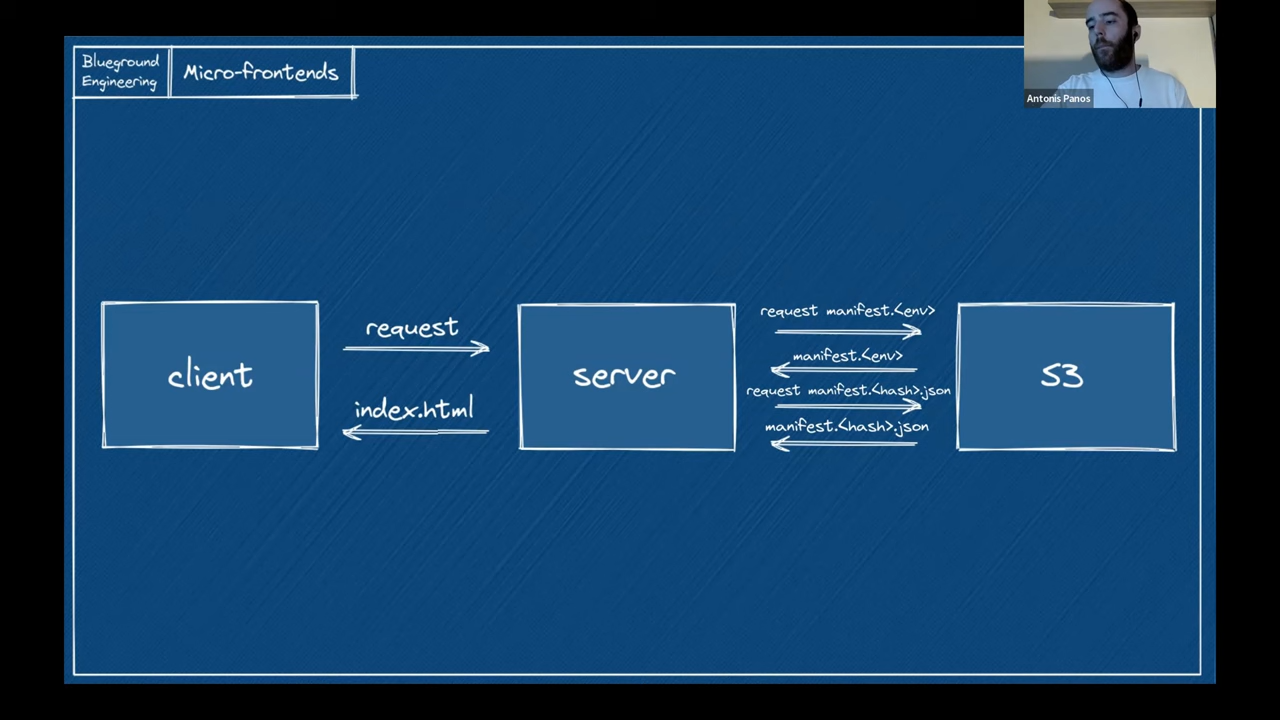 Blueground
Engineering
Micro-frontends
Antonis Panos
client
request
index.html
server
request manifest.<env>
manifest.<env>
request manifest.<hash>.json
manifest.<hash>.json
S3